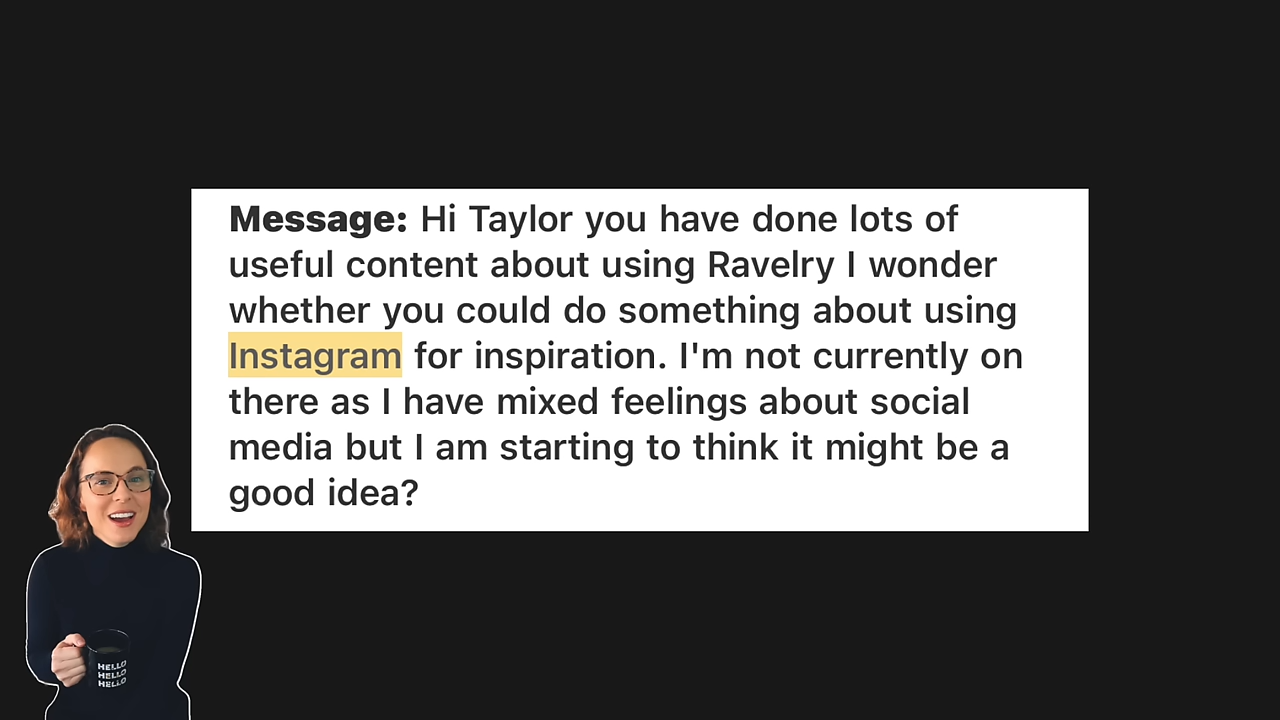 Message: Hi Taylor you have done lots of
useful content about using Ravelry I wonder
whether you could do something about using
Instagram for inspiration. I'm not currently on
there as I have mixed feelings about social
media but I am starting to think it might be a
good idea?
HELLO
HELLO
HELLO